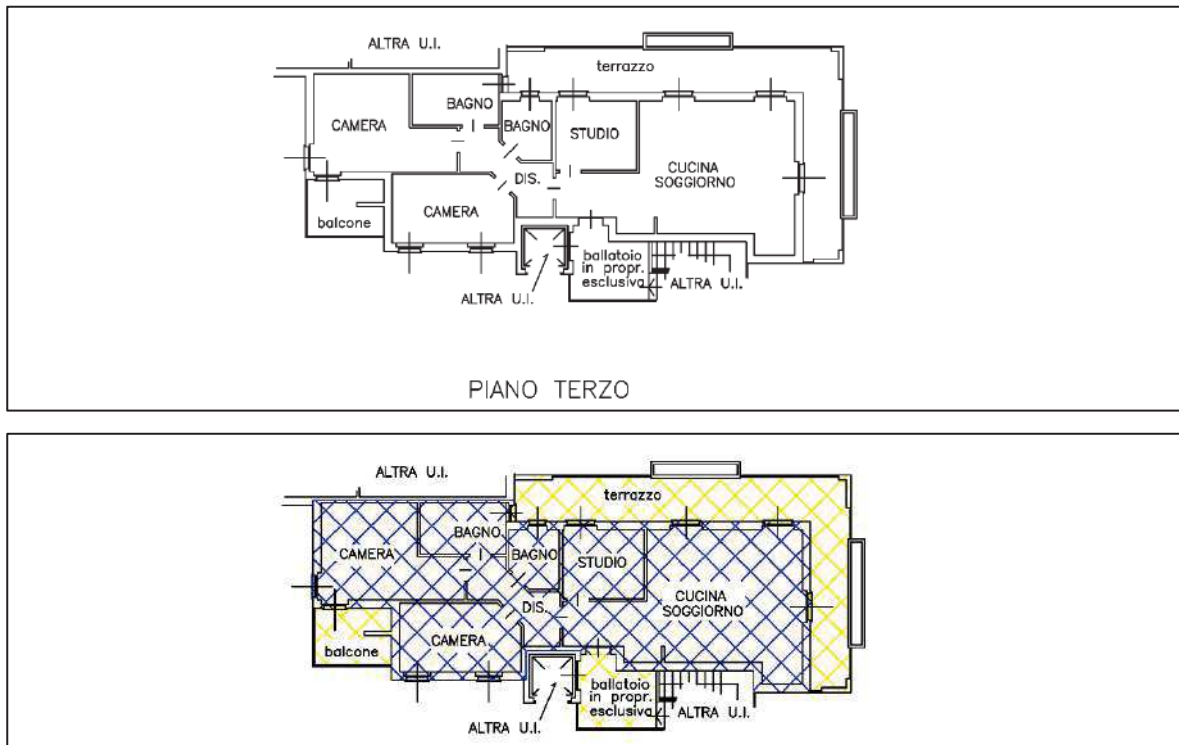 ALTRA U.I.
terrazzo
BAGNO
CAMERA
BAGNO
STUDIO
CUCINA
SOGGIORNO
DIS.
CAMERA
balcone
ballatoio
in propr.
esclusiva
ALTRA U.I.
ALTRA U.I.
PIANO TERZO
ALTRA U.I.
terrazzo
BAGNO
CAMERA
BAGNO
STUDIO
CUCINA
SOGGIORNO
DIS.
CAMERA
balcone
ballatoio
in propr.
esclusiva
ALTRA U.I.
ALTRA U.I.